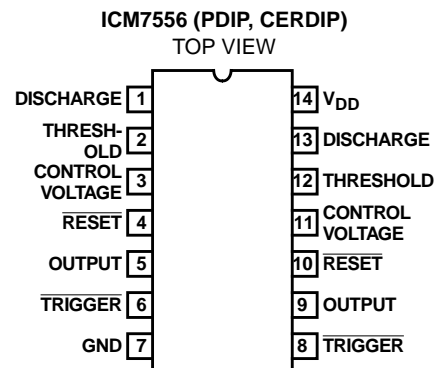 ICM7556 (PDIP, CERDIP)
TOP VIEW
DISCHARGE 1
THRESH-
OLD 2
CONTROL
VOLTAGE 3
RESET 4
OUTPUT 5
TRIGGER 6
GND 7
14 VDD
13 DISCHARGE
12 THRESHOLD
11 CONTROL
VOLTAGE
10 RESET
9 OUTPUT
8 TRIGGER